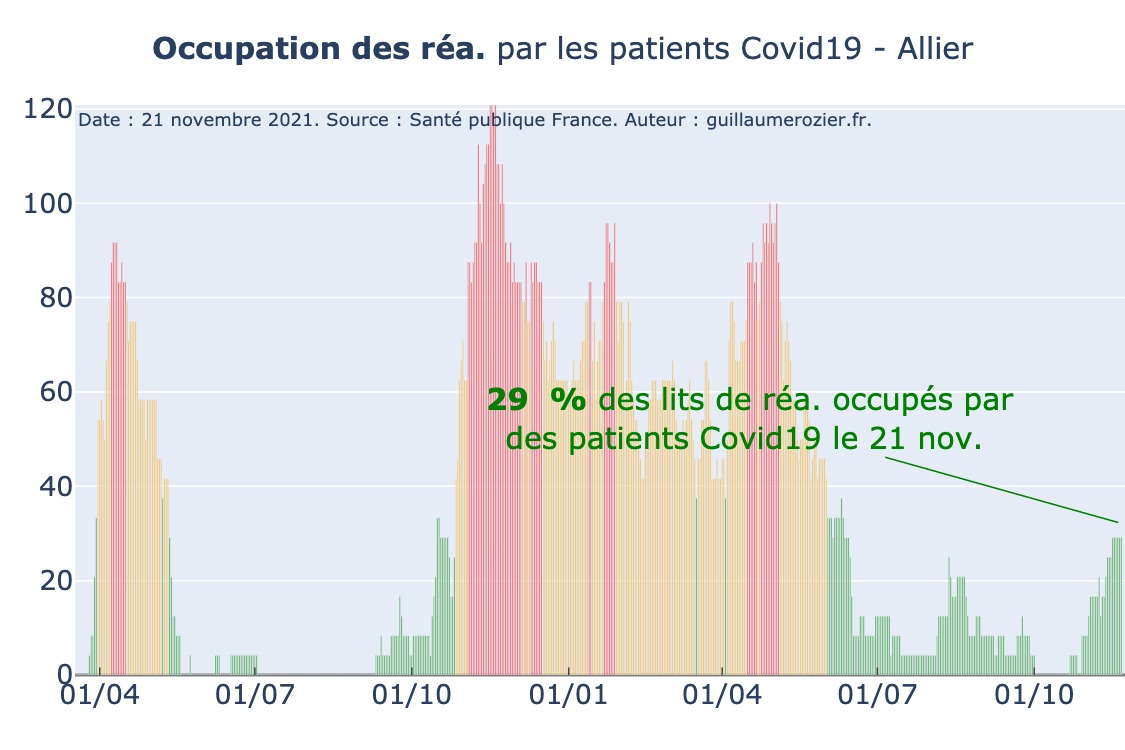 Occupation des réa. par les patients Covid19 - Allier
120
Date : 21 novembre 2021. Source : Santé publique France. Auteur : guillaumerozier.fr.
100
80
60
29 % des lits de réa. occupés par
des patients Covid19 le 21 nov.
40
20
0
01/04 01/07 01/10 01/01 01/04 01/07 01/10